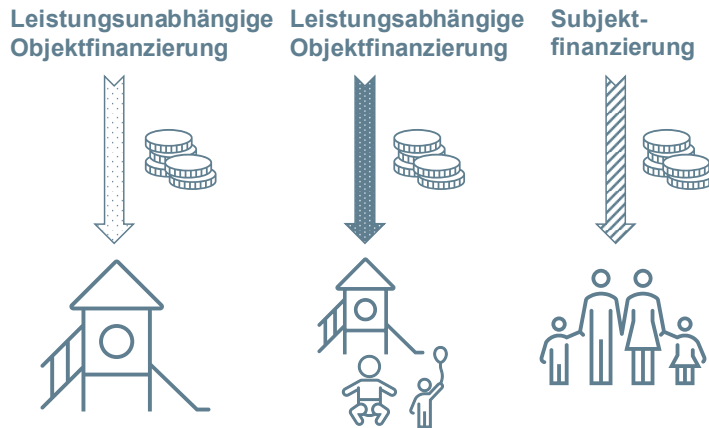 Leistungsunabhängige
Objektfinanzierung
Leistungsabhängige
Objektfinanzierung
Subjekt-
finanzierung